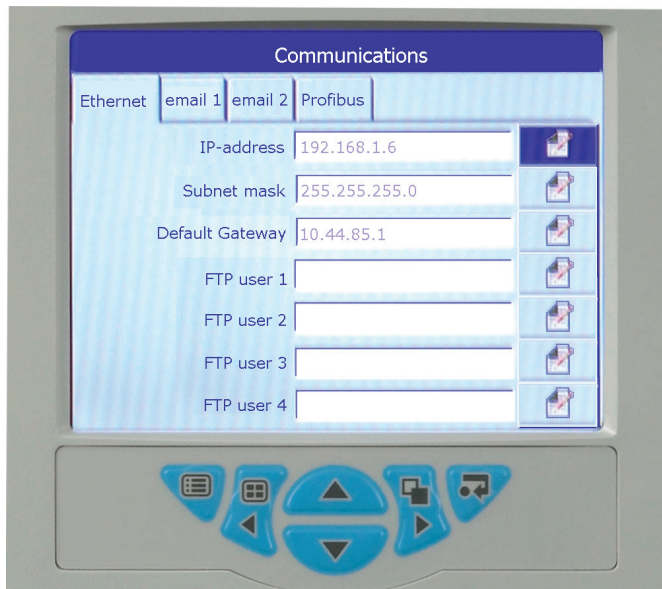 Communications
Ethernet email 1 email 2 Profibus
IP-address 192.168.1.6
Subnet mask 255.255.255.0
Default Gateway 10.44.85.1
FTP user 1
FTP user 2
FTP user 3
FTP user 4